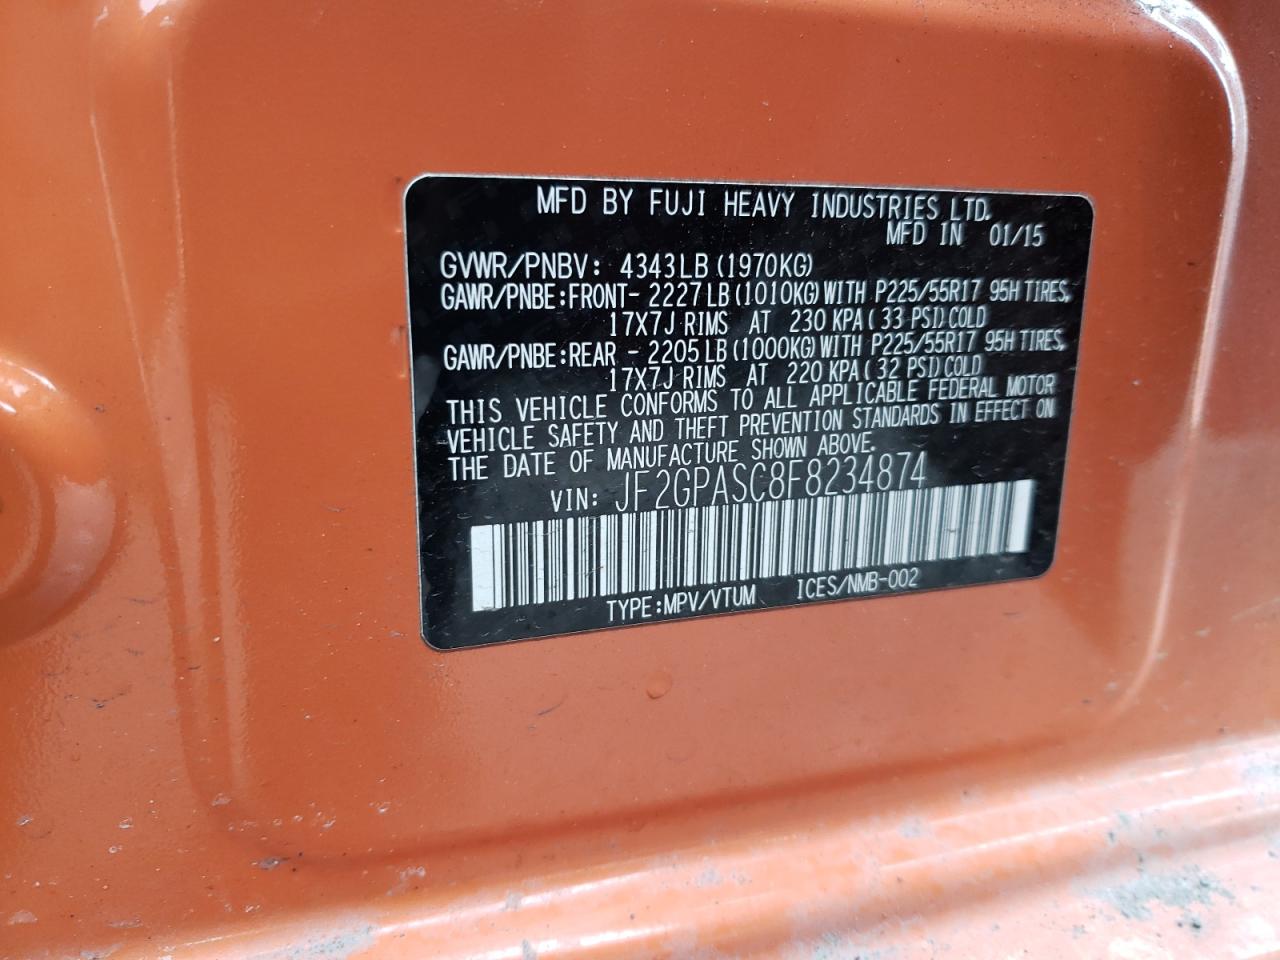 MFD BY FUJI HEAVY INDUSTRIES LTD.
MFD IN 01/15
GVWR/PNBV: 4343LB (1970KG)
GAWR/PNBE:FRONT- 2227LB (1010KG) WITH P225/55R17 95H TIRES,
17X7J RIMS AT 230 KPA (33 PSI) COLD
GAWR/PNBE:REAR - 2205LB (1000KG) WITH P225/55R17 95H TIRES,
17X7J RIMS AT 220 KPA (32 PSI) COLD
THIS VEHICLE CONFORMS TO ALL APPLICABLE FEDERAL MOTOR
VEHICLE SAFETY AND THEFT PREVENTION STANDARDS IN EFFECT ON
THE DATE OF MANUFACTURE SHOWN ABOVE.
VIN: JF2GPASC8F8234874
TYPE:MPV/VTUM ICES/NMB-002